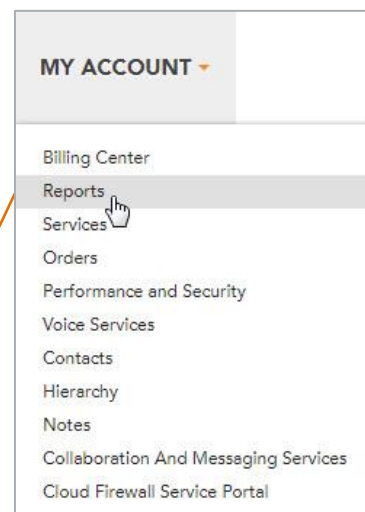 MY ACCOUNT
Billing Center
Reports
Services
Orders
Performance and Security
Voice Services
Contacts
Hierarchy
Notes
Collaboration And Messaging Services
Cloud Firewall Service Portal